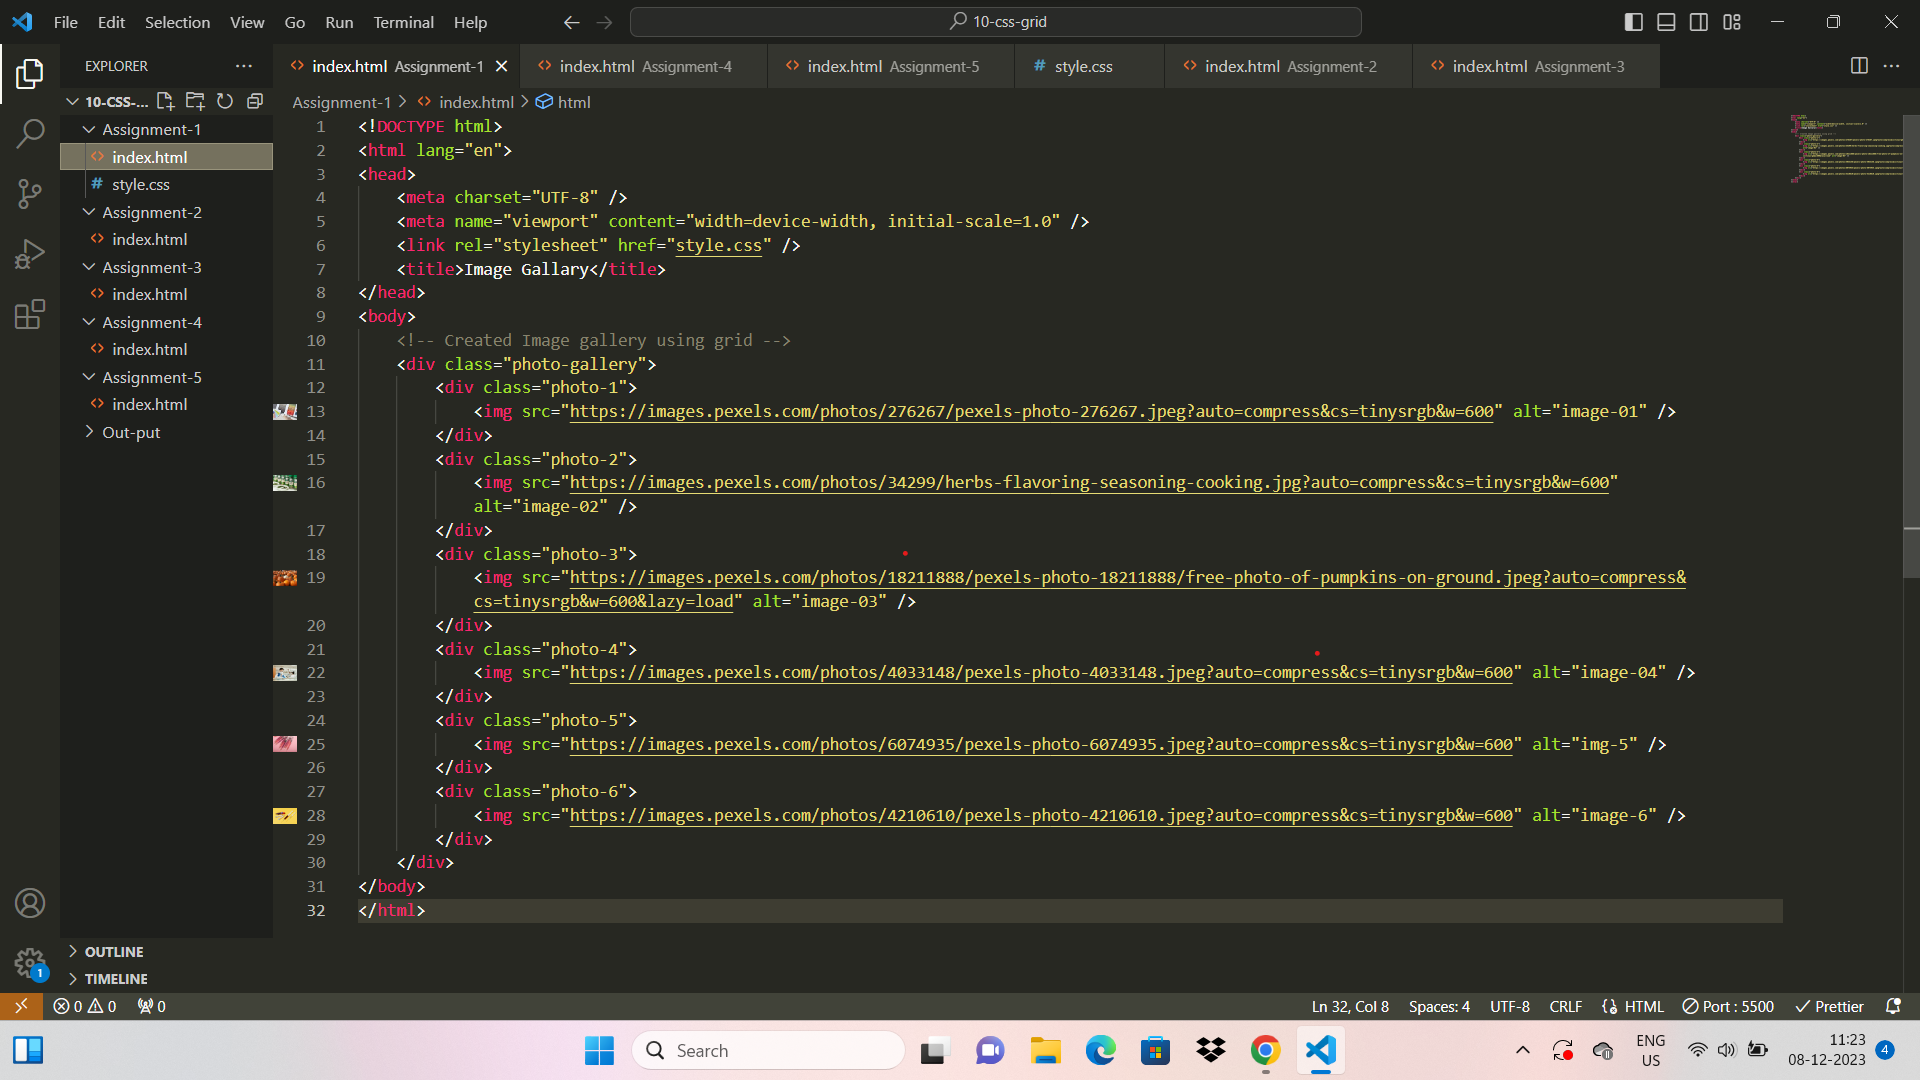 File Edit Selection View Go Run Terminal Help
10-css-grid
EXPLORER
10-CSS-...
Assignment-1
index.html
style.css
Assignment-2
index.html
Assignment-3
index.html
Assignment-4
index.html
Assignment-5
index.html
Out-put
OUTLINE
TIMELINE
index.html Assignment-1
index.html Assignment-4
index.html Assignment-5
style.css
index.html Assignment-2
index.html Assignment-3
Assignment-1 > index.html > html
1 <!DOCTYPE html>
2 <html lang="en">
3 <head>
4 <meta charset="UTF-8" />
5 <meta name="viewport" content="width=device-width, initial-scale=1.0" />
6 <link rel="stylesheet" href="style.css" />
7 <title>Image Gallary</title>
8 </head>
9 <body>
10 <!-- Created Image gallery using grid -->
11 <div class="photo-gallery">
12 <div class="photo-1">
13 <img src="https://images.pexels.com/photos/276267/pexels-photo-276267.jpeg?auto=compress&cs=tinysrgb&w=600" alt="image-01" />
14 </div>
15 <div class="photo-2">
16 <img src="https://images.pexels.com/photos/34299/herbs-flavoring-seasoning-cooking.jpg?auto=compress&cs=tinysrgb&w=600"
alt="image-02" />
17 </div>
18 <div class="photo-3">
19 <img src="https://images.pexels.com/photos/18211888/pexels-photo-18211888/free-photo-of-pumpkins-on-ground.jpeg?auto=compress&
cs=tinysrgb&w=600&lazy=load" alt="image-03" />
20 </div>
21 <div class="photo-4">
22 <img src="https://images.pexels.com/photos/4033148/pexels-photo-4033148.jpeg?auto=compress&cs=tinysrgb&w=600" alt="image-04" />
23 </div>
24 <div class="photo-5">
25 <img src="https://images.pexels.com/photos/6074935/pexels-photo-6074935.jpeg?auto=compress&cs=tinysrgb&w=600" alt="img-5" />
26 </div>
27 <div class="photo-6">
28 <img src="https://images.pexels.com/photos/4210610/pexels-photo-4210610.jpeg?auto=compress&cs=tinysrgb&w=600" alt="image-6" />
29 </div>
30 </div>
31 </body>
32 </html>
1
0 0 0
Ln 32, Col 8 Spaces: 4 UTF-8 CRLF HTML Port : 5500 Prettier
Search
ENG
US
11:23
08-12-2023
4